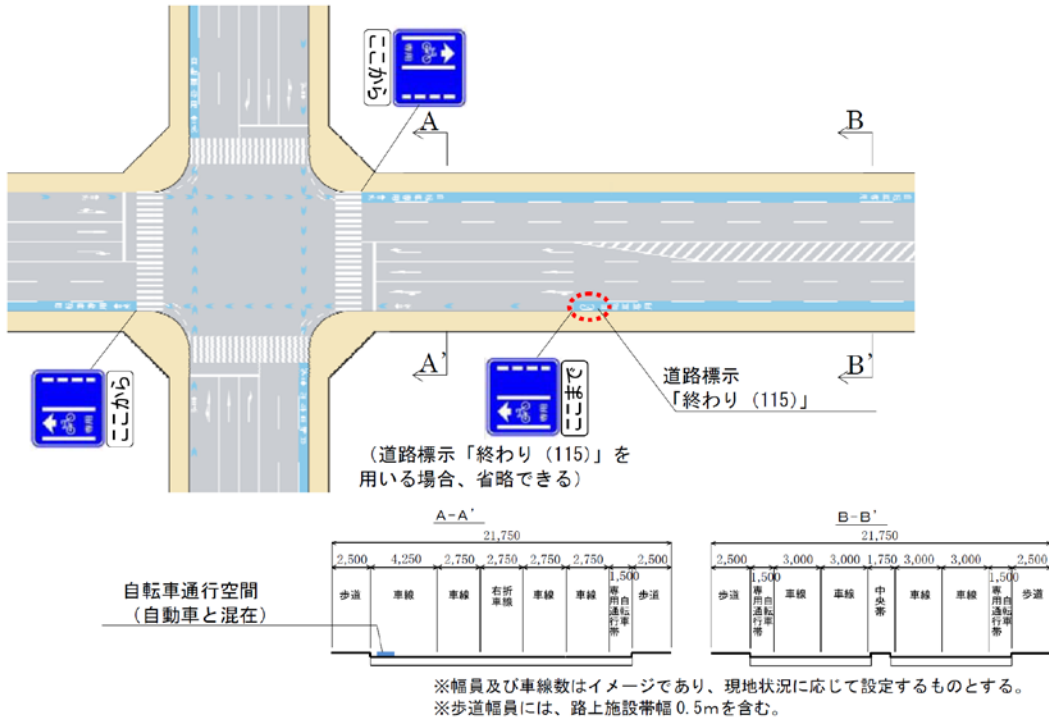 ここから
専用
A
B
専用
ここから
A'
B'
専用
ここまで
道路標示
「終わり(115)」
(道路標示「終わり(115)」を
用いる場合、省略できる)
A-A'
21,750
2,500 4,250 2,750 2,750 2,750 2,750 1,500 2,500
歩道 車線 車線 右折車線 車線 車線 自転車専用通行帯 歩道
自転車通行空間
(自動車と混在)
B-B'
21,750
2,500 1,500 3,000 3,000 1,750 3,000 3,000 1,500 2,500
歩道 自転車専用通行帯 車線 車線 中央帯 車線 車線 自転車専用通行帯 歩道
※幅員及び車線数はイメージであり、現地状況に応じて設定するものとする。
※歩道幅員には、路上施設帯幅0.5mを含む。